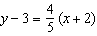 y − 3 = 4/5 (x + 2)